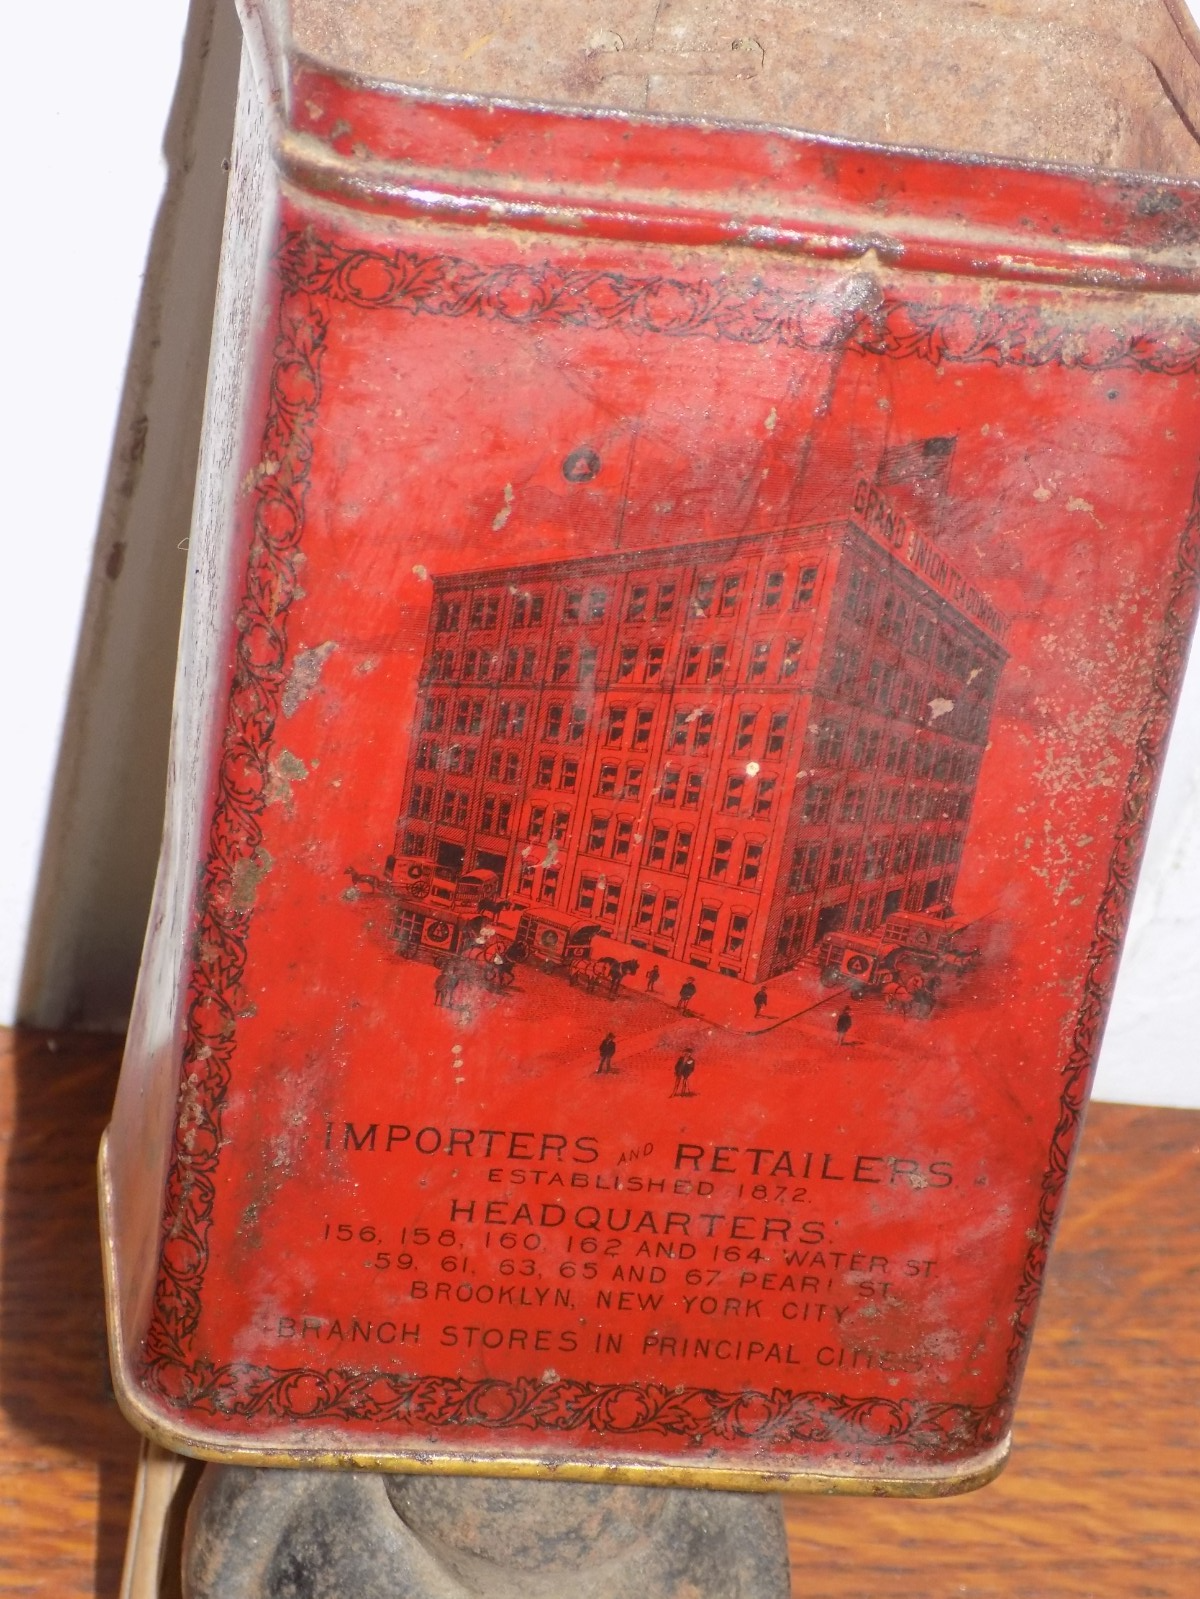 GRAND UNION TEA COMPANY
IMPORTERS AND RETAILERS
ESTABLISHED 1872.
HEADQUARTERS:
156, 158, 160, 162 AND 164 WATER ST.
59, 61, 63, 65 AND 67 PEARL ST.
BROOKLYN, NEW YORK CITY
BRANCH STORES IN PRINCIPAL CITIES.